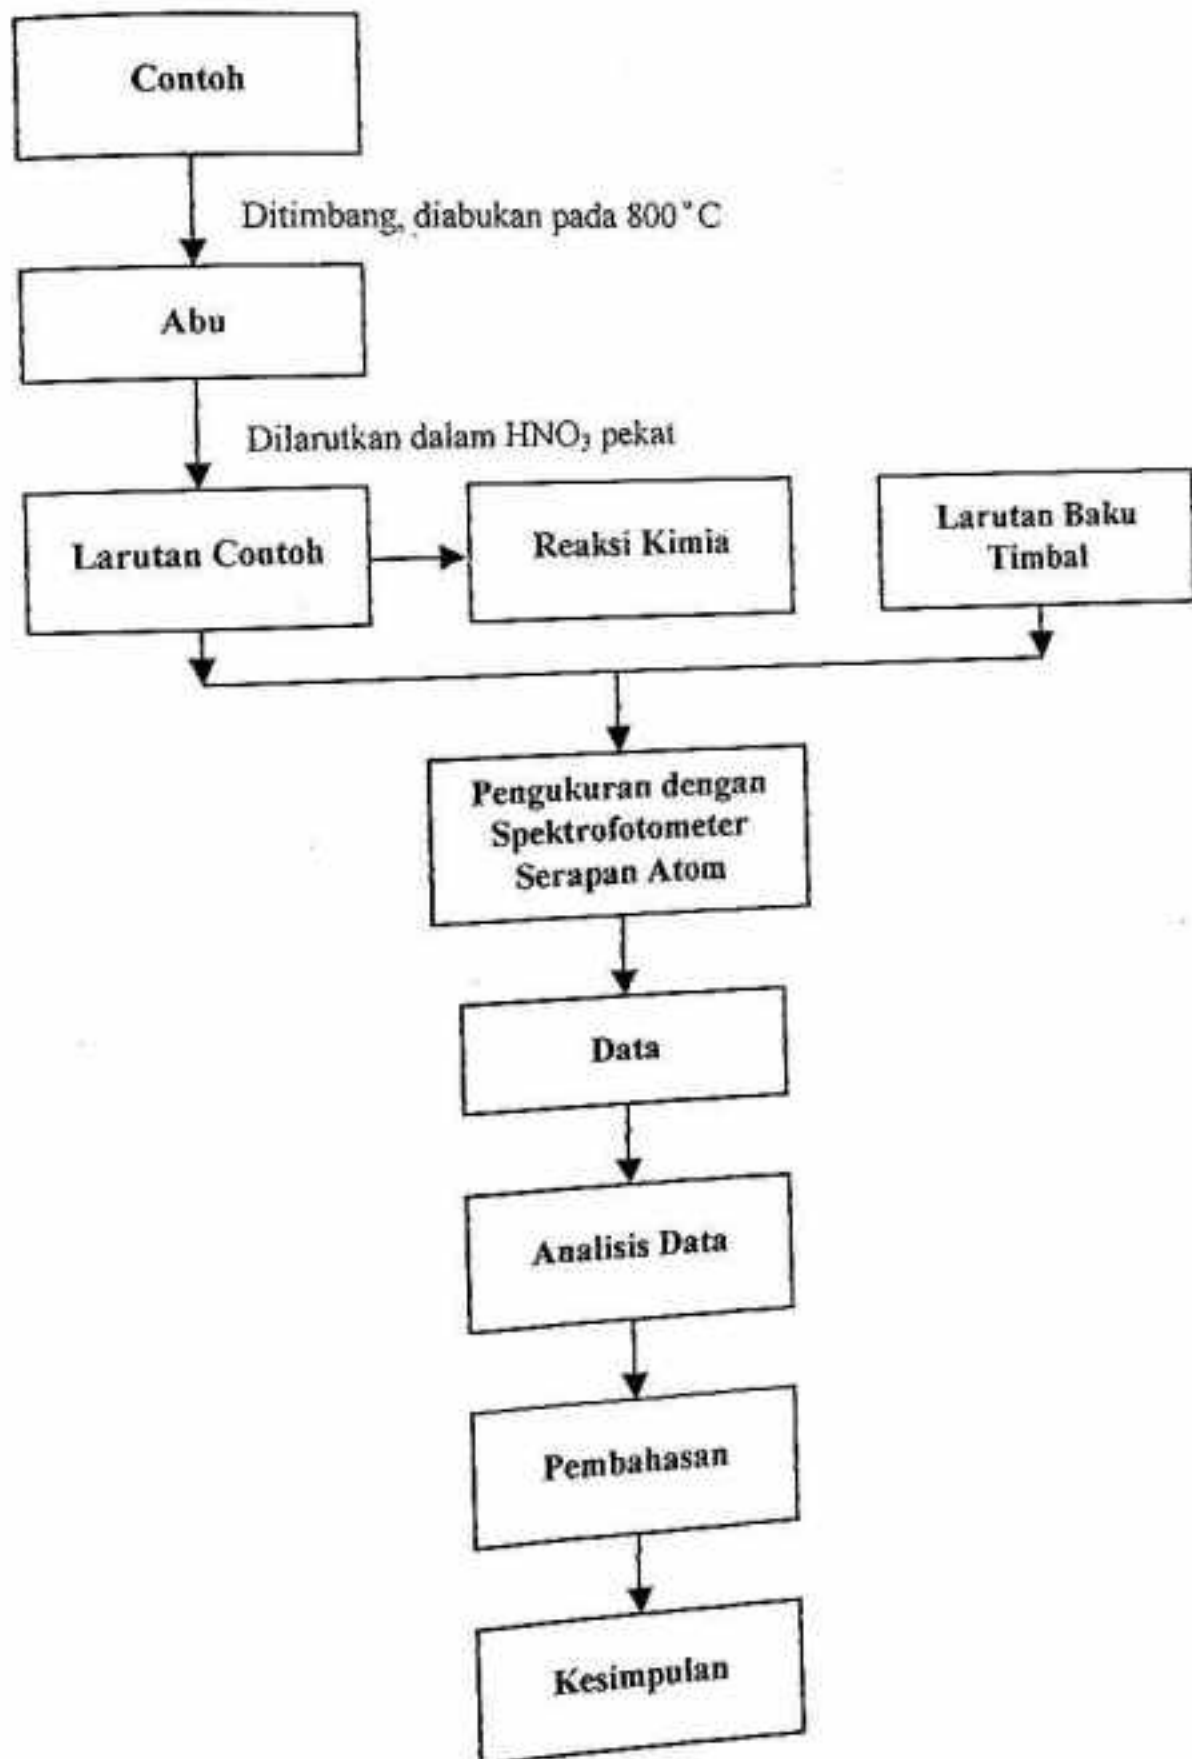 Contoh
Ditimbang, diabukan pada 800°C
Abu
Dilarutkan dalam HNO₃ pekat
Larutan Contoh
Reaksi Kimia
Larutan Baku
Timbal
Pengukuran dengan
Spektrofotometer
Serapan Atom
Data
Analisis Data
Pembahasan
Kesimpulan